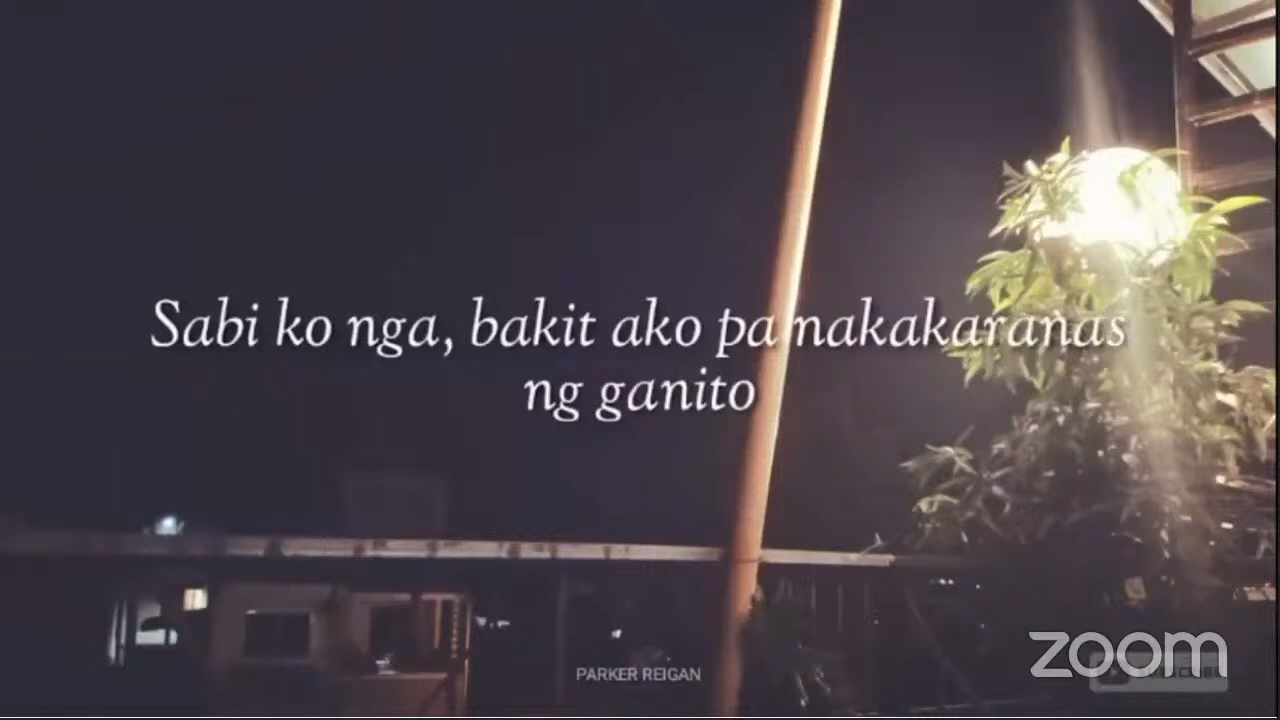 Sabi ko nga, bakit ako pa nakakaranas
ng ganito
PARKER REIGAN
zoom